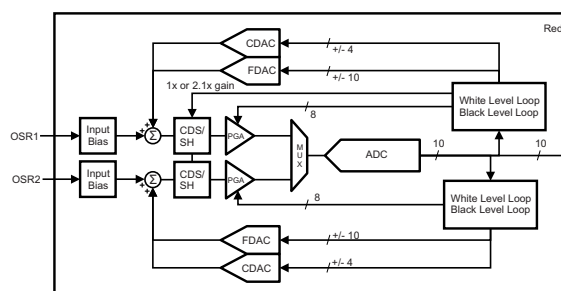 Red
CDAC
+/- 4
FDAC
+/- 10
1x or 2.1x gain
White Level Loop
Black Level Loop
8
OSR1
Input
Bias
+
+
Σ
CDS/
SH
PGA
MUX
ADC
10
10
OSR2
Input
Bias
+
+
Σ
CDS/
SH
PGA
8
White Level Loop
Black Level Loop
FDAC
+/- 10
CDAC
+/- 4